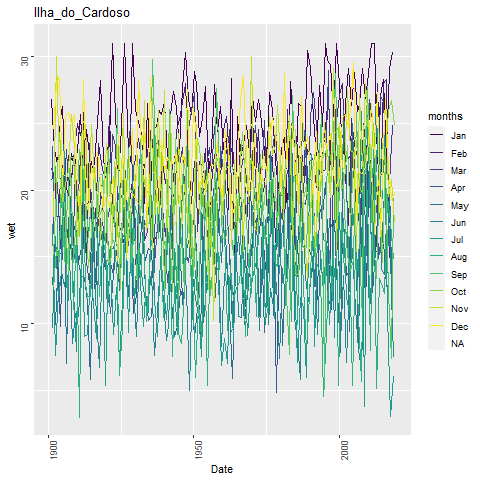 Ilha_do_Cardoso
30
20
10
wet
1900
1950
2000
Date
months
Jan
Feb
Mar
Apr
May
Jun
Jul
Aug
Sep
Oct
Nov
Dec
NA